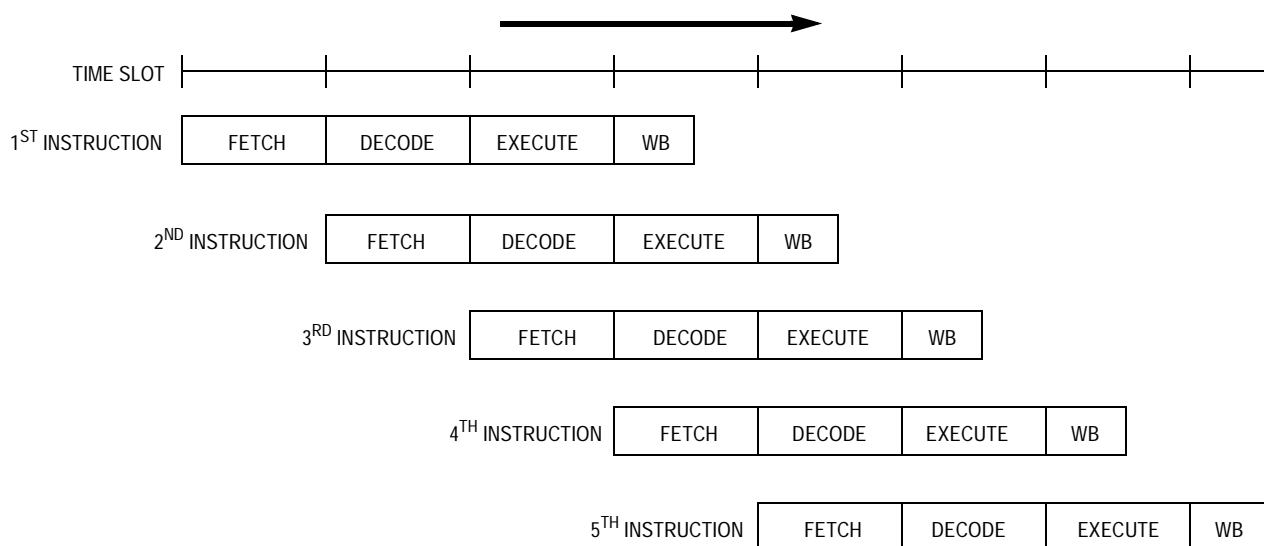 TIME SLOT
1ST INSTRUCTION FETCH DECODE EXECUTE WB
2ND INSTRUCTION FETCH DECODE EXECUTE WB
3RD INSTRUCTION FETCH DECODE EXECUTE WB
4TH INSTRUCTION FETCH DECODE EXECUTE WB
5TH INSTRUCTION FETCH DECODE EXECUTE WB